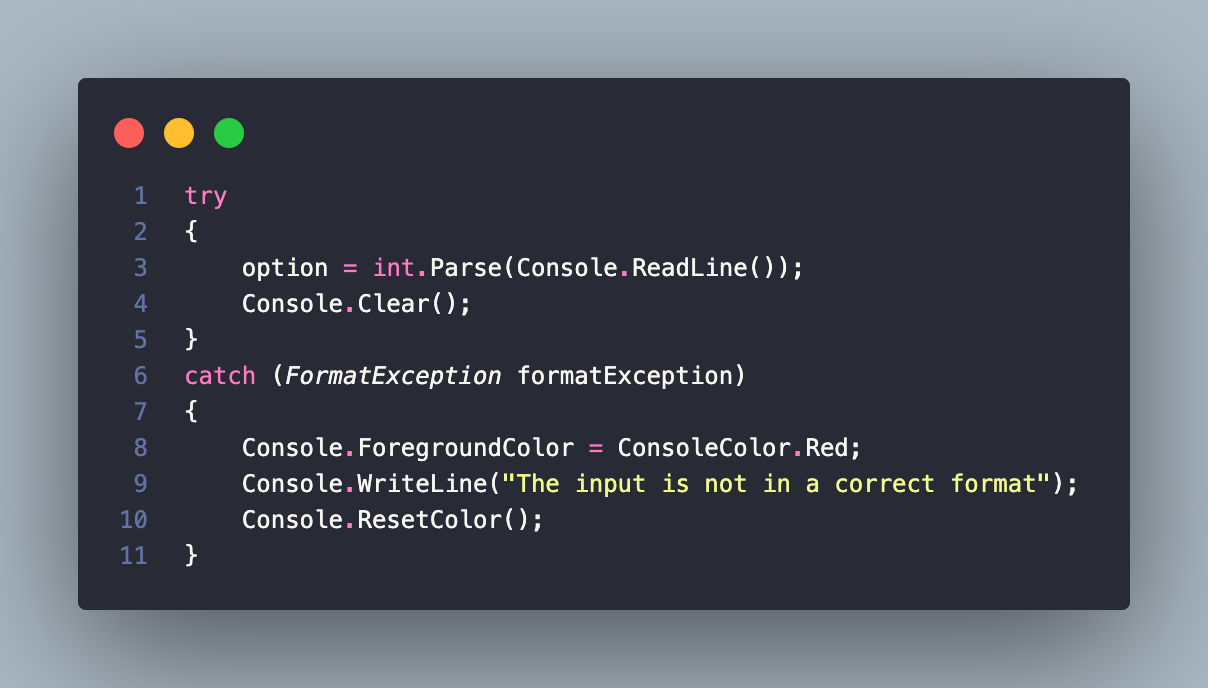 1 try
2 {
3     option = int.Parse(Console.ReadLine());
4     Console.Clear();
5 }
6 catch (FormatException formatException)
7 {
8     Console.ForegroundColor = ConsoleColor.Red;
9     Console.WriteLine("The input is not in a correct format");
10     Console.ResetColor();
11 }